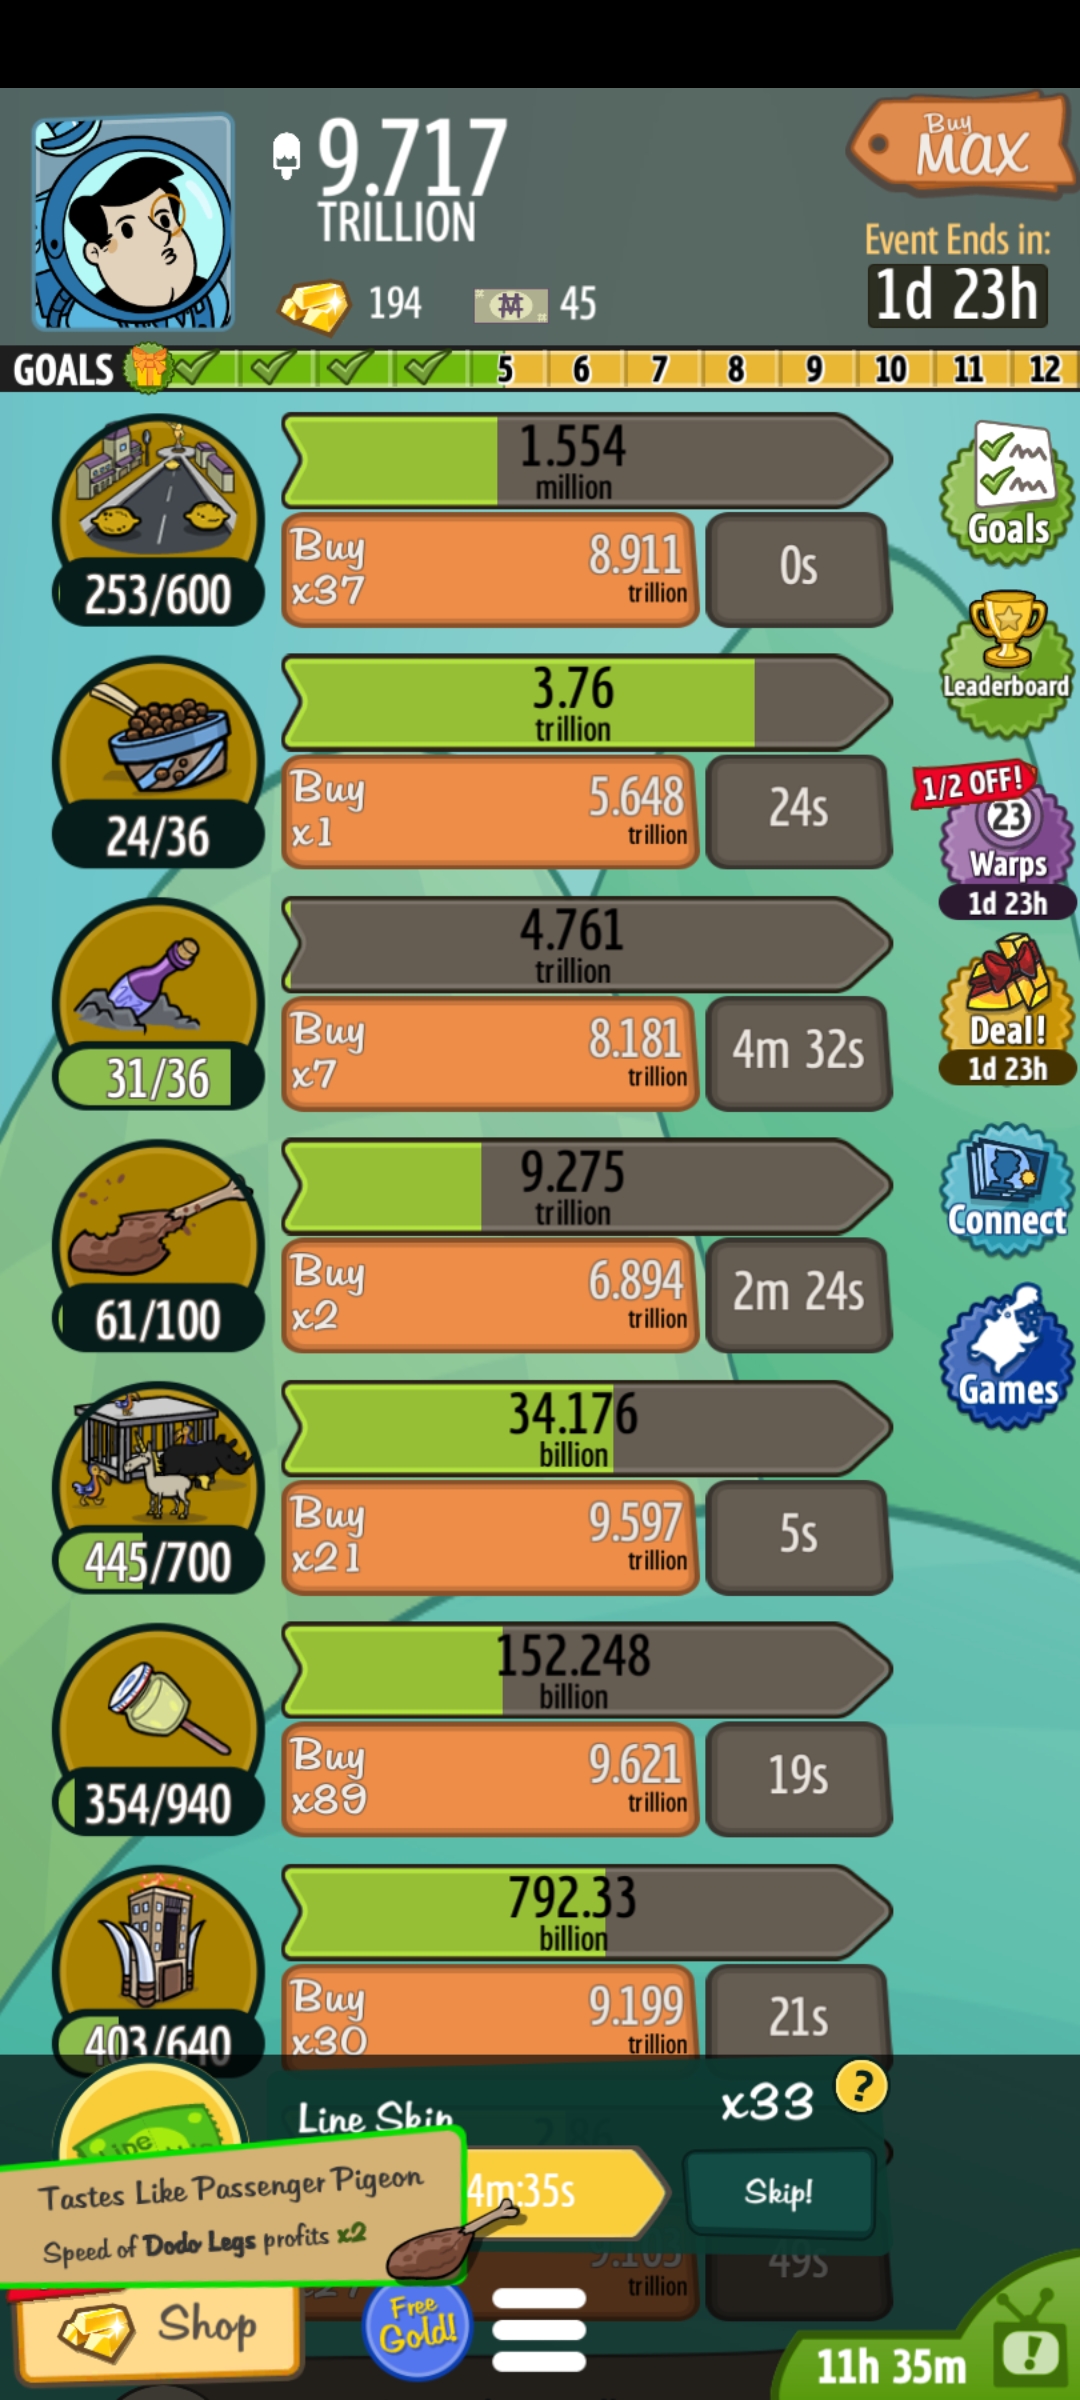 9.717
TRILLION
Buy
MAX
194
45
Event Ends in:
1d 23h
GOALS
5 6 7 8 9 10 11 12
1.554
million
Buy
x37
8.911
trillion
0s
253/600
Goals
3.76
trillion
Buy
x1
5.648
trillion
24s
24/36
Leaderboard
1/2 OFF!
23
Warps
1d 23h
4.761
trillion
Buy
x7
8.181
trillion
4m 32s
31/36
Deal!
1d 23h
9.275
trillion
Buy
x2
6.894
trillion
2m 24s
61/100
Connect
Games
34.176
billion
Buy
x21
9.597
trillion
5s
445/700
152.248
billion
Buy
x89
9.621
trillion
19s
354/940
792.33
billion
Buy
x30
9.199
trillion
21s
403/640
Line Skip
x33
?
2.86
4m:35s
Skip!
Tastes Like Passenger Pigeon
Speed of Dodo Legs profits x2
9.103
trillion
49s
Shop
Free
Gold!
11h 35m